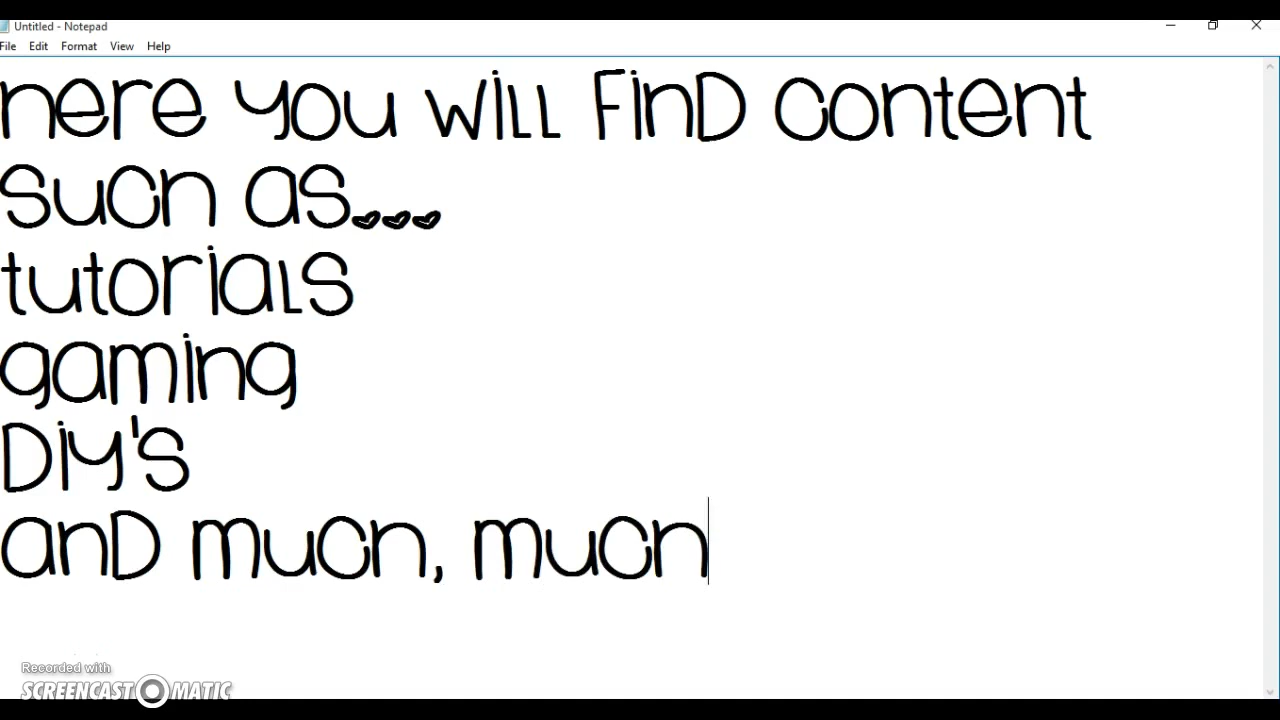 Untitled - Notepad
File Edit Format View Help
here you will find content
such as...
tutorials
gaming
DIY's
and much, much
Recorded with
SCREENCAST-O-MATIC